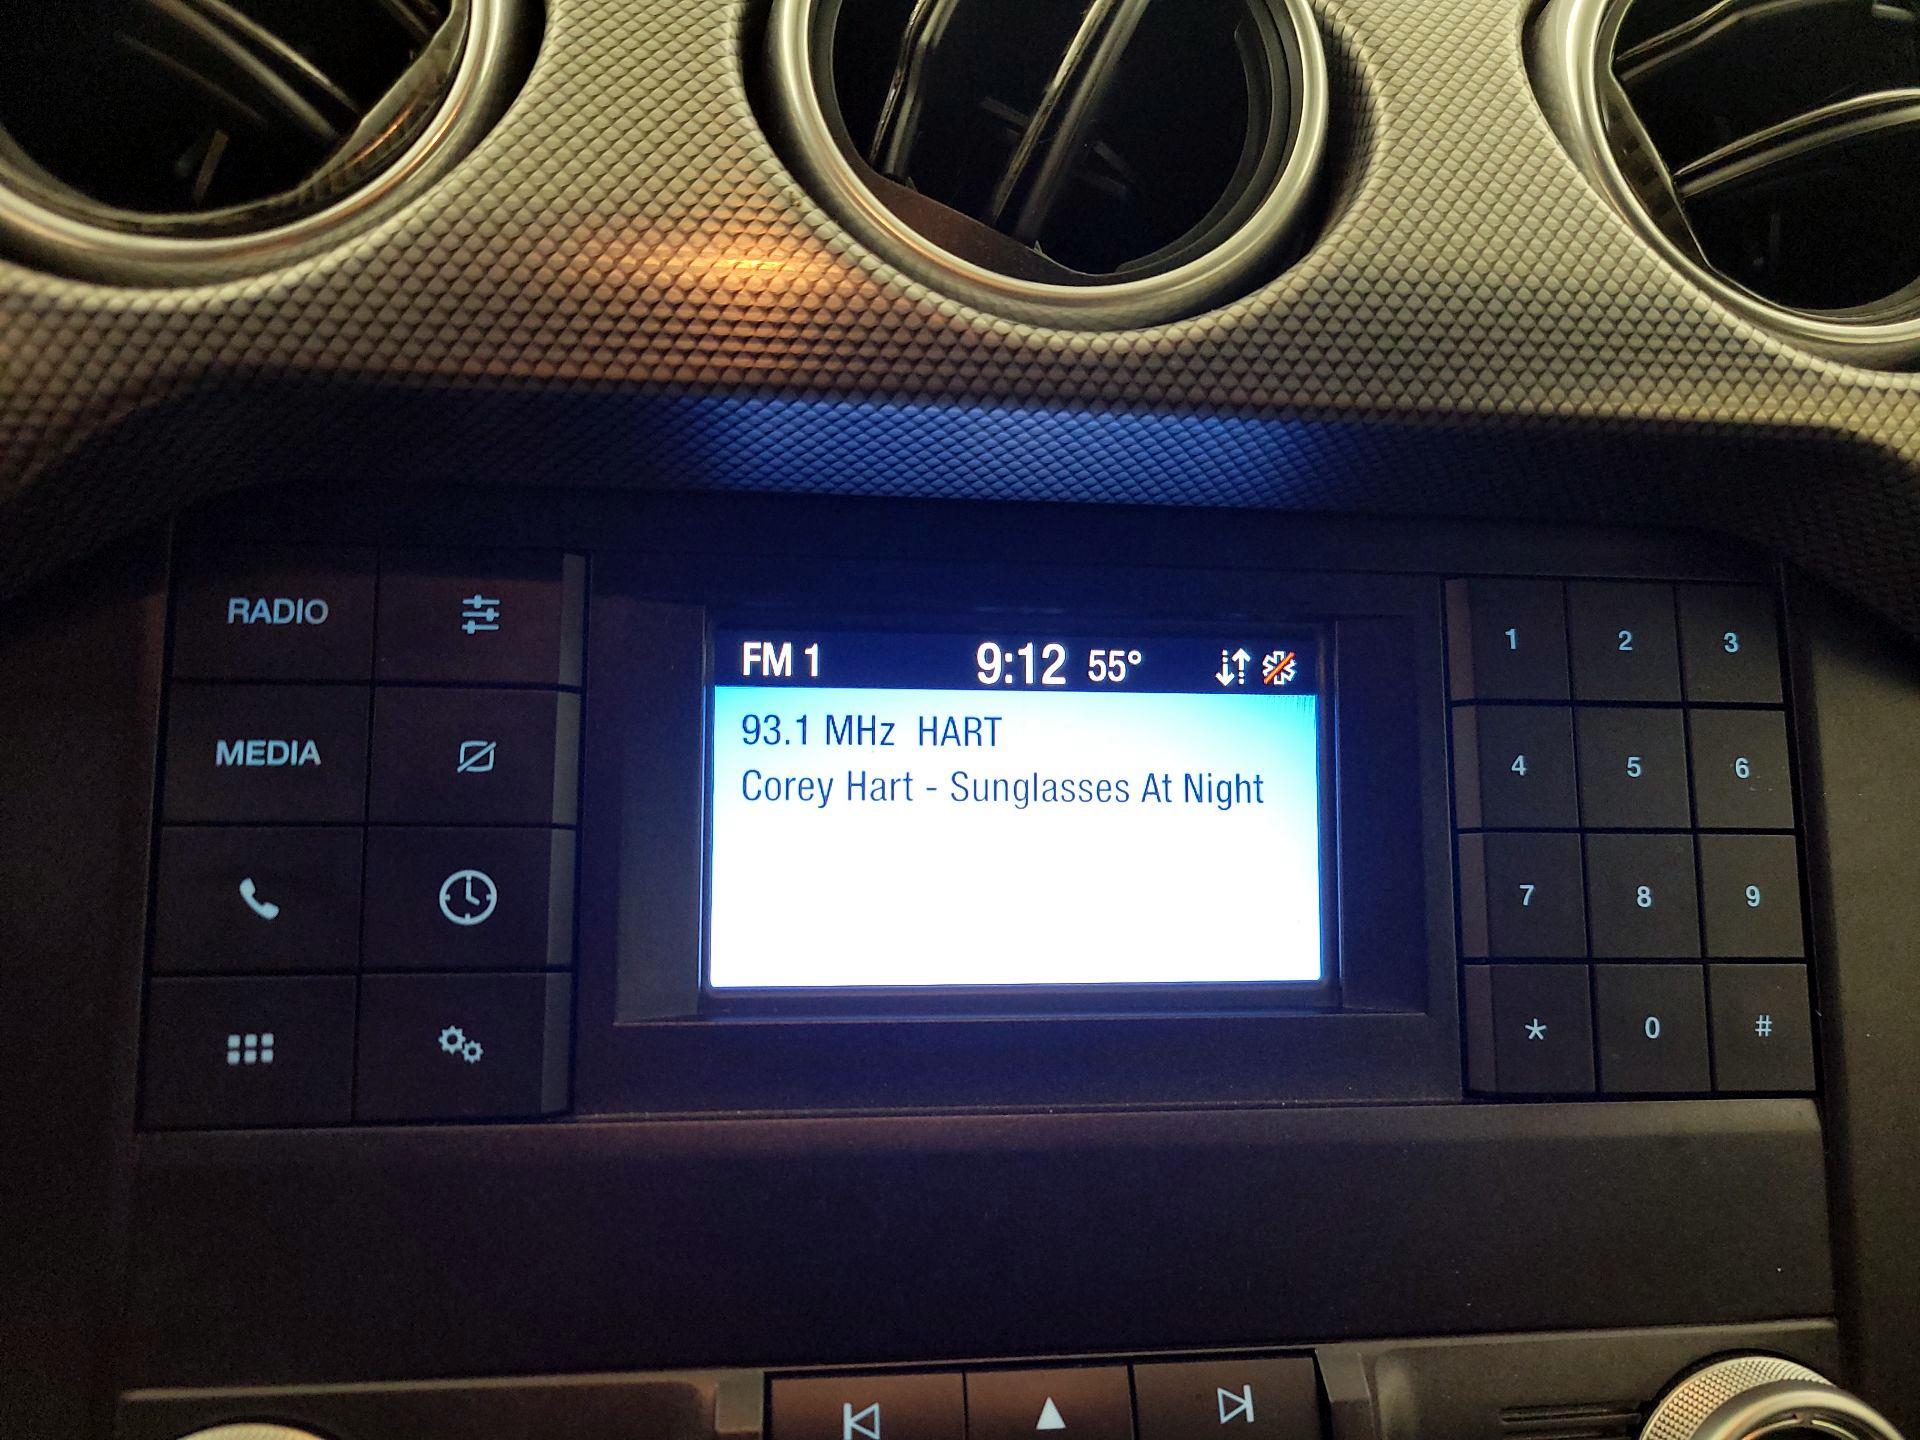 RADIO
MEDIA
FM 1 9:12 55°
93.1 MHz HART
Corey Hart - Sunglasses At Night
1 2 3
4 5 6
7 8 9
* 0 #